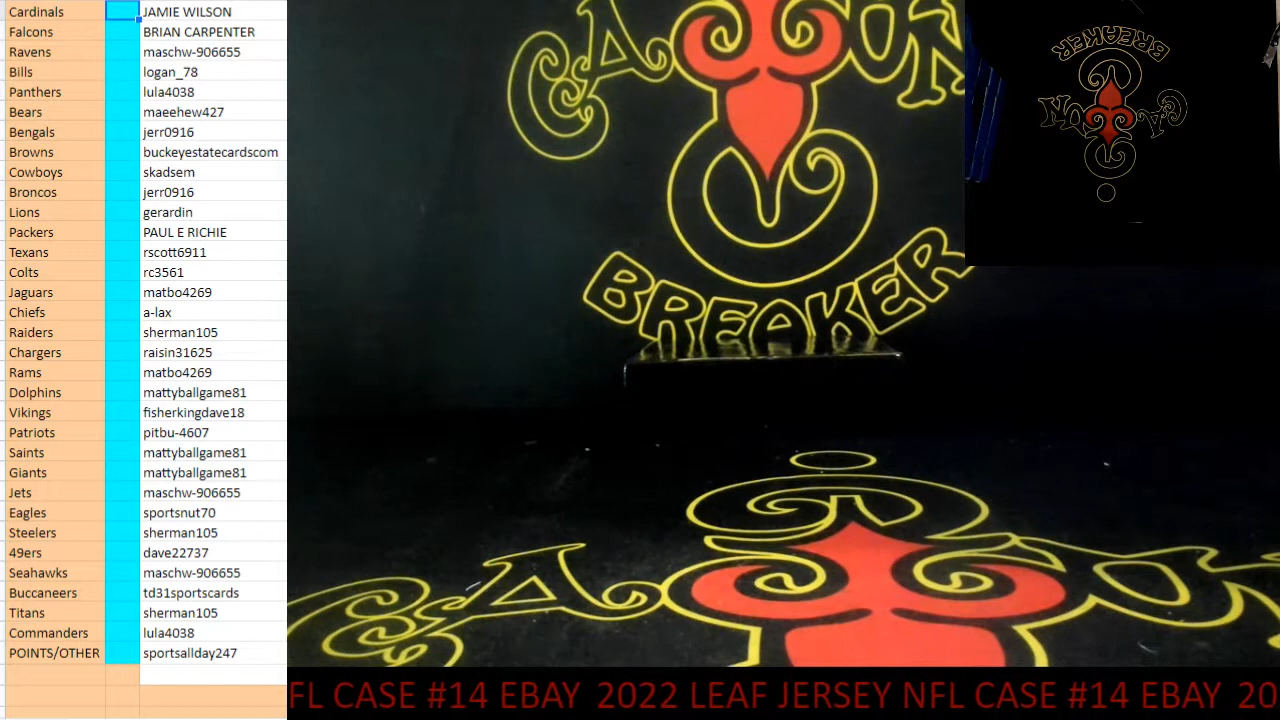 Cardinals JAMIE WILSON
Falcons BRIAN CARPENTER
Ravens maschw-906655
Bills logan_78
Panthers lula4038
Bears maeehew427
Bengals jerr0916
Browns buckeyestatecardscom
Cowboys skadsem
Broncos jerr0916
Lions gerardin
Packers PAUL E RICHIE
Texans rscott6911
Colts rc3561
Jaguars matbo4269
Chiefs a-lax
Raiders sherman105
Chargers raisin31625
Rams matbo4269
Dolphins mattyballgame81
Vikings fisherkingdave18
Patriots pitbu-4607
Saints mattyballgame81
Giants mattyballgame81
Jets maschw-906655
Eagles sportsnut70
Steelers sherman105
49ers dave22737
Seahawks maschw-906655
Buccaneers td31sportscards
Titans sherman105
Commanders lula4038
POINTS/OTHER sportsallday247
BREAKER
BREAKER
FL CASE #14 EBAY 2022 LEAF JERSEY NFL CASE #14 EBAY 20